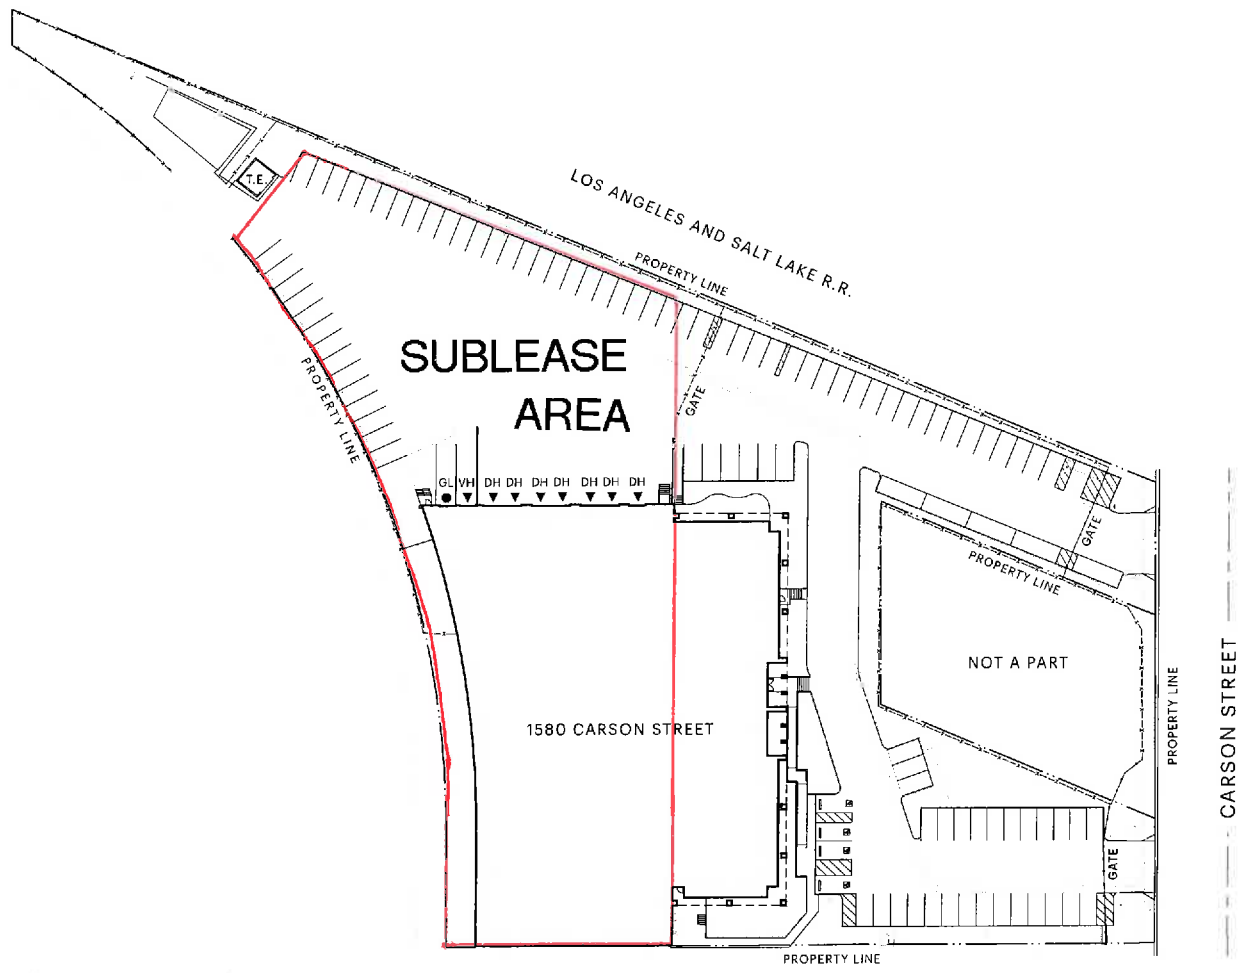 T.E.
LOS ANGELES AND SALT LAKE R.R.
PROPERTY LINE
SUBLEASE
AREA
PROPERTY LINE
GATE
GL VH DH DH DH DH DH DH DH
GATE
PROPERTY LINE
NOT A PART
1580 CARSON STREET
PROPERTY LINE
CARSON STREET
GATE
PROPERTY LINE